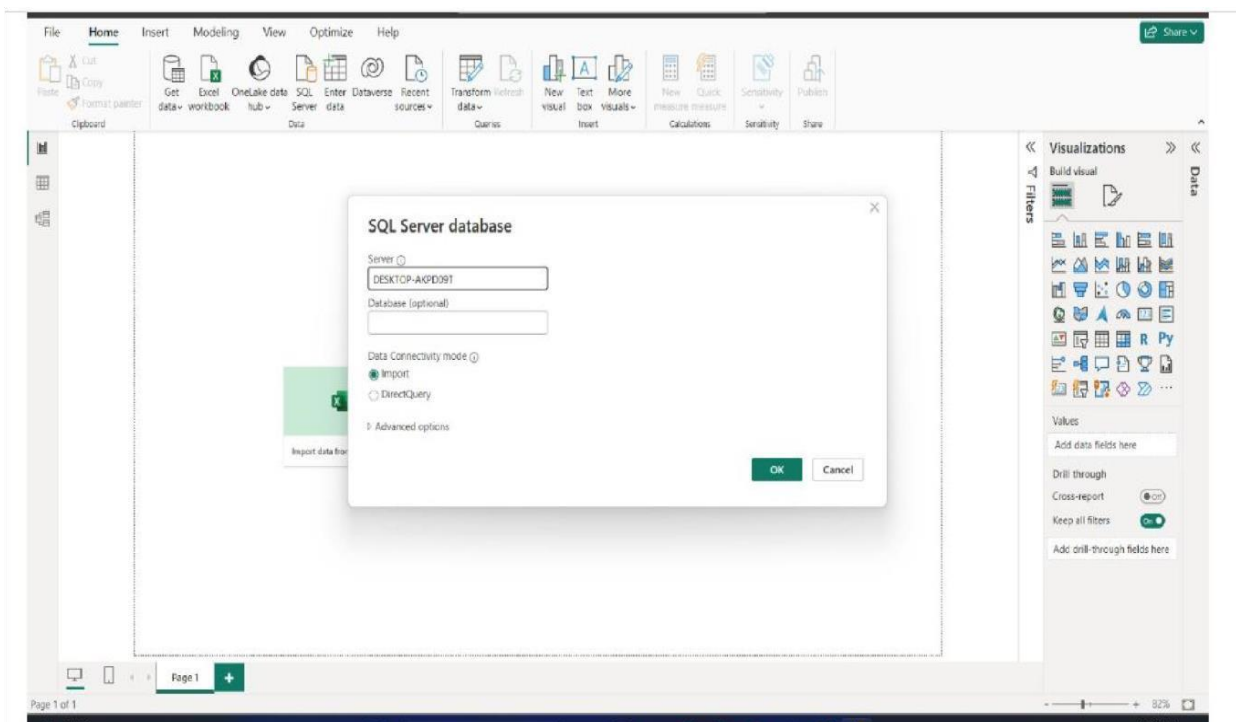 File Home Insert Modeling View Optimize Help Share
Cut
Copy
Paste
Format painter
Get data
Excel workbook
OneLake data hub
SQL Server
Enter data
Dataverse
Recent sources
Transform data
Refresh
New visual
Text box
More visuals
New measure
Quick measure
Sensitivity
Publish
Clipboard Data Queries Insert Calculations Sensitivity Share
Import data from
SQL Server database
Server
DESKTOP-AKPD09T
Database (optional)
Data Connectivity mode
Import
DirectQuery
Advanced options
OK Cancel
Filters
Visualizations
Build visual
R Py
Values
Add data fields here
Drill through
Cross-report Off
Keep all filters On
Add drill-through fields here
Data
Page 1
Page 1 of 1
82%